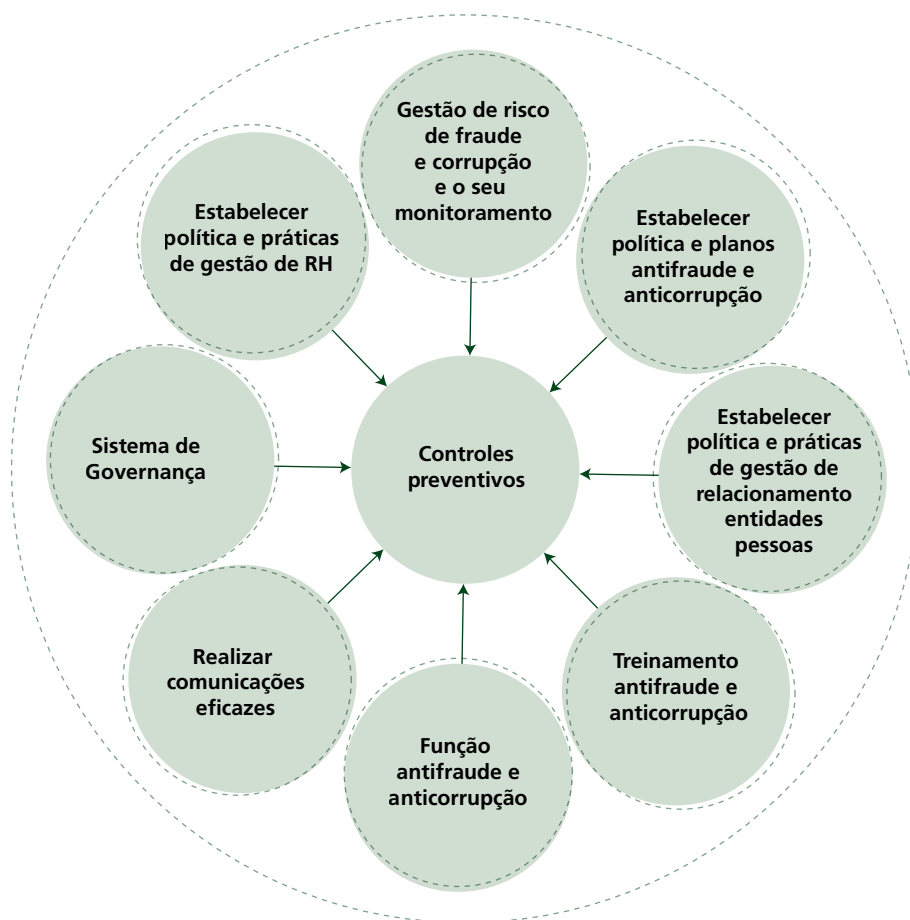 Gestão de risco
de fraude
e corrupção
e o seu
monitoramento
Estabelecer
política e práticas
de gestão de RH
Estabelecer
política e planos
antifraude e
anticorrupção
Sistema de
Governança
Controles
preventivos
Estabelecer
política e práticas
de gestão de
relacionamento
entidades
pessoas
Realizar
comunicações
eficazes
Treinamento
antifraude e
anticorrupção
Função
antifraude e
anticorrupção